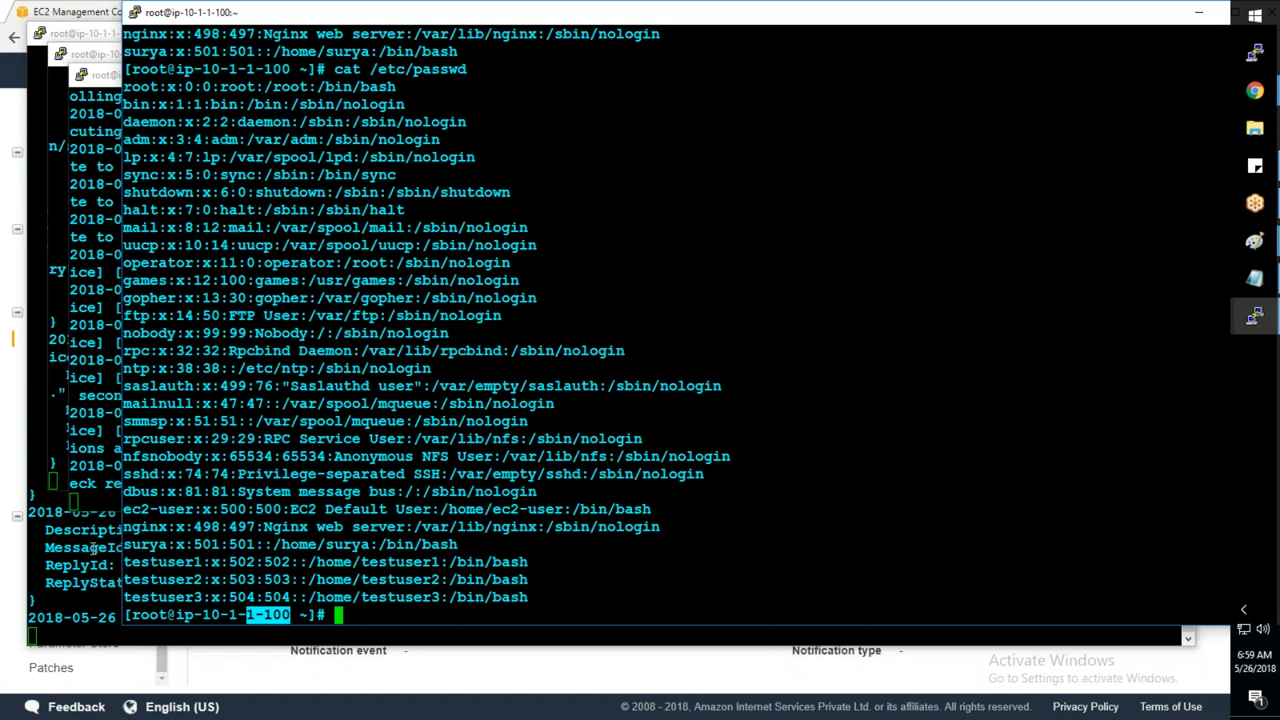 EC2 Management Co
root@ip-10-1-1-100:~
root@ip-10-1-1-
root@
root@
nginx:x:498:497:Nginx web server:/var/lib/nginx:/sbin/nologin
surya:x:501:501::/home/surya:/bin/bash
[root@ip-10-1-1-100 ~]# cat /etc/passwd
root:x:0:0:root:/root:/bin/bash
bin:x:1:1:bin:/bin:/sbin/nologin
daemon:x:2:2:daemon:/sbin:/sbin/nologin
adm:x:3:4:adm:/var/adm:/sbin/nologin
lp:x:4:7:lp:/var/spool/lpd:/sbin/nologin
sync:x:5:0:sync:/sbin:/bin/sync
shutdown:x:6:0:shutdown:/sbin:/sbin/shutdown
halt:x:7:0:halt:/sbin:/sbin/halt
mail:x:8:12:mail:/var/spool/mail:/sbin/nologin
uucp:x:10:14:uucp:/var/spool/uucp:/sbin/nologin
operator:x:11:0:operator:/root:/sbin/nologin
games:x:12:100:games:/usr/games:/sbin/nologin
gopher:x:13:30:gopher:/var/gopher:/sbin/nologin
ftp:x:14:50:FTP User:/var/ftp:/sbin/nologin
nobody:x:99:99:Nobody:/:/sbin/nologin
rpc:x:32:32:Rpcbind Daemon:/var/lib/rpcbind:/sbin/nologin
ntp:x:38:38::/etc/ntp:/sbin/nologin
saslauth:x:499:76:"Saslauthd user":/var/empty/saslauth:/sbin/nologin
mailnull:x:47:47::/var/spool/mqueue:/sbin/nologin
smmsp:x:51:51::/var/spool/mqueue:/sbin/nologin
rpcuser:x:29:29:RPC Service User:/var/lib/nfs:/sbin/nologin
nfsnobody:x:65534:65534:Anonymous NFS User:/var/lib/nfs:/sbin/nologin
sshd:x:74:74:Privilege-separated SSH:/var/empty/sshd:/sbin/nologin
dbus:x:81:81:System message bus:/:/sbin/nologin
ec2-user:x:500:500:EC2 Default User:/home/ec2-user:/bin/bash
nginx:x:498:497:Nginx web server:/var/lib/nginx:/sbin/nologin
surya:x:501:501::/home/surya:/bin/bash
testuser1:x:502:502::/home/testuser1:/bin/bash
testuser2:x:503:503::/home/testuser2:/bin/bash
testuser3:x:504:504::/home/testuser3:/bin/bash
[root@ip-10-1-1-100 ~]#
olling
2018-0
cuting
n/ 2018-0
te to
2018-0
te to
2018-0
te to
2018-0
ry ice] [
2018-0
ice] [
} 2018-0
20 ice] [
ic 2018-0
ice] [
." secon
2018-0
ice] [
ions a
} 2018-0
eck re
}
2018-05-26
Descripti
MessageId
ReplyId:
ReplyStat
}
2018-05-26
Patches
Notification event -
Notification type -
Activate Windows
Go to Settings to activate Windows.
6:59 AM
5/26/2018
1
Feedback
English (US)
© 2008 - 2018, Amazon Internet Services Private Ltd. or its affiliates. All rights reserved.
Privacy Policy
Terms of Use